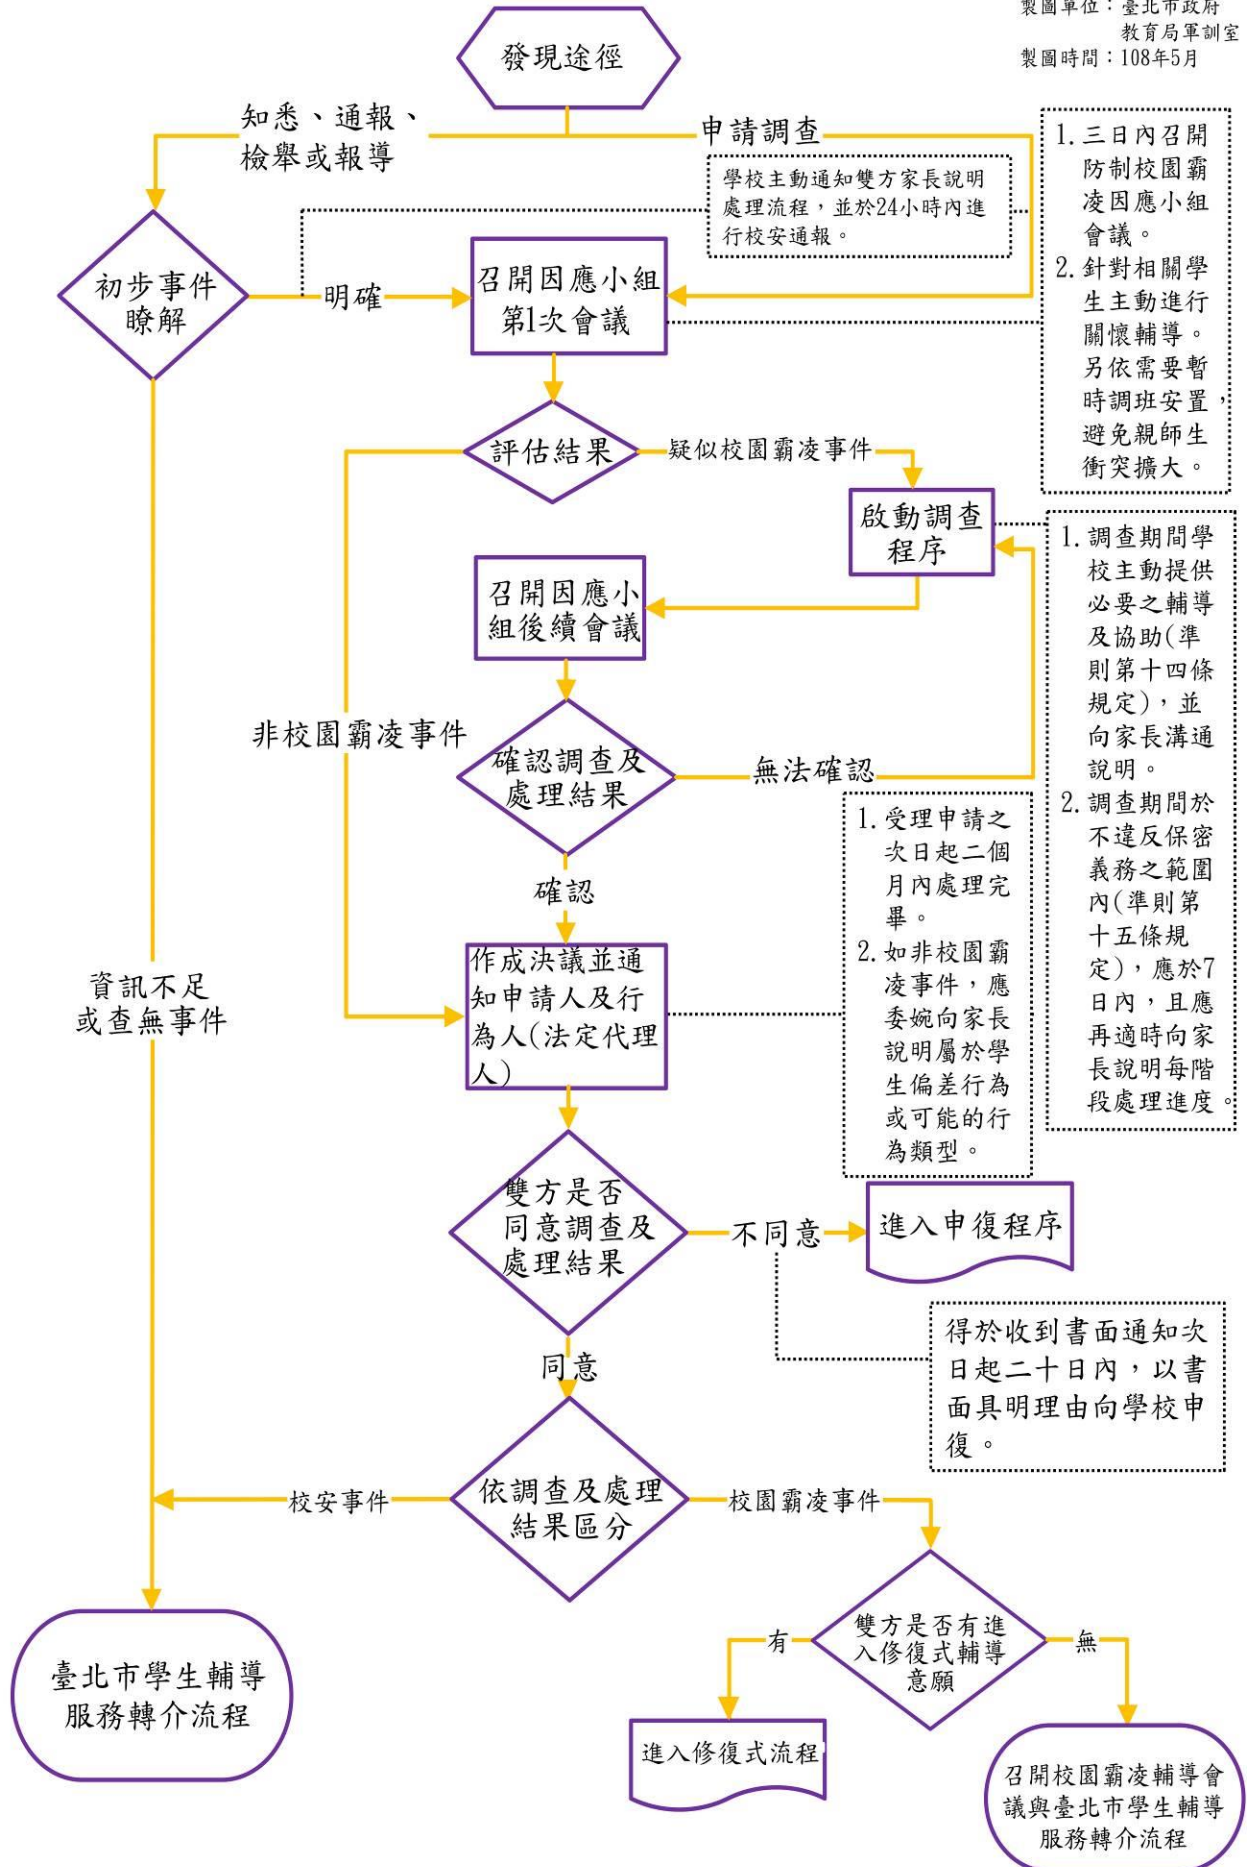 製圖單位：臺北市政府
教育局軍訓室
製圖時間：108年5月
發現途徑
知悉、通報、
檢舉或報導
申請調查
1. 三日內召開
防制校園霸
凌因應小組
會議。
2. 針對相關學
生主動進行
關懷輔導。
另依需要暫
時調班安置，
避免親師生
衝突擴大。
學校主動通知雙方家長說明
處理流程，並於24小時內進
行校安通報。
初步事件
瞭解
明確
召開因應小組
第1次會議
評估結果
疑似校園霸凌事件
啟動調查
程序
1. 調查期間學
校主動提供
必要之輔導
及協助(準
則第十四條
規定)，並
向家長溝通
說明。
2. 調查期間於
不違反保密
義務之範圍
內(準則第
十五條規
定)，應於7
日內，且應
再適時向家
長說明每階
段處理進度。
召開因應小
組後續會議
非校園霸凌事件
確認調查及
處理結果
無法確認
1. 受理申請之
次日起二個
月內處理完
畢。
2. 如非校園霸
凌事件，應
委婉向家長
說明屬於學
生偏差行為
或可能的行
為類型。
確認
作成決議並通
知申請人及行
為人(法定代理
人)
資訊不足
或查無事件
雙方是否
同意調查及
處理結果
不同意
進入申復程序
得於收到書面通知次
日起二十日內，以書
面具明理由向學校申
復。
同意
依調查及處理
結果區分
校安事件
校園霸凌事件
雙方是否有進
入修復式輔導
意願
有
無
臺北市學生輔導
服務轉介流程
進入修復式流程
召開校園霸凌輔導會
議與臺北市學生輔導
服務轉介流程